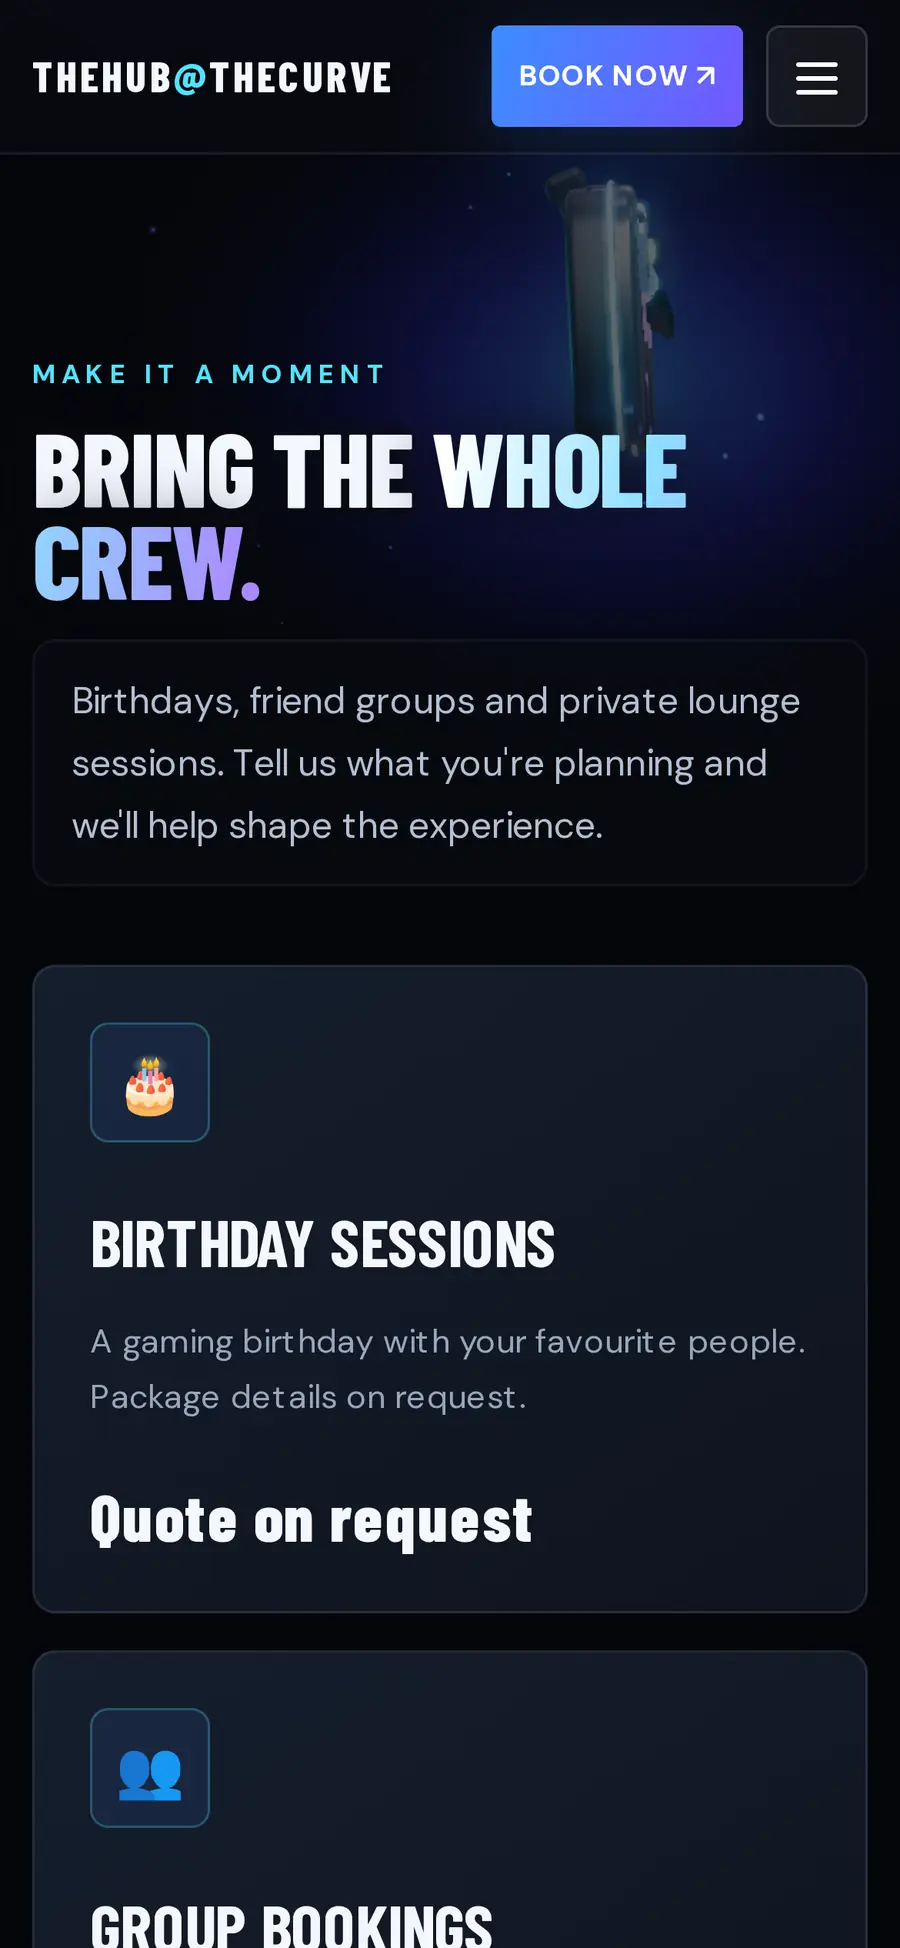 THEHUB@THECURVE
BOOK NOW ↗
MAKE IT A MOMENT
BRING THE WHOLE
CREW.
Birthdays, friend groups and private lounge
sessions. Tell us what you're planning and
we'll help shape the experience.
BIRTHDAY SESSIONS
A gaming birthday with your favourite people.
Package details on request.
Quote on request
GROUP BOOKINGS